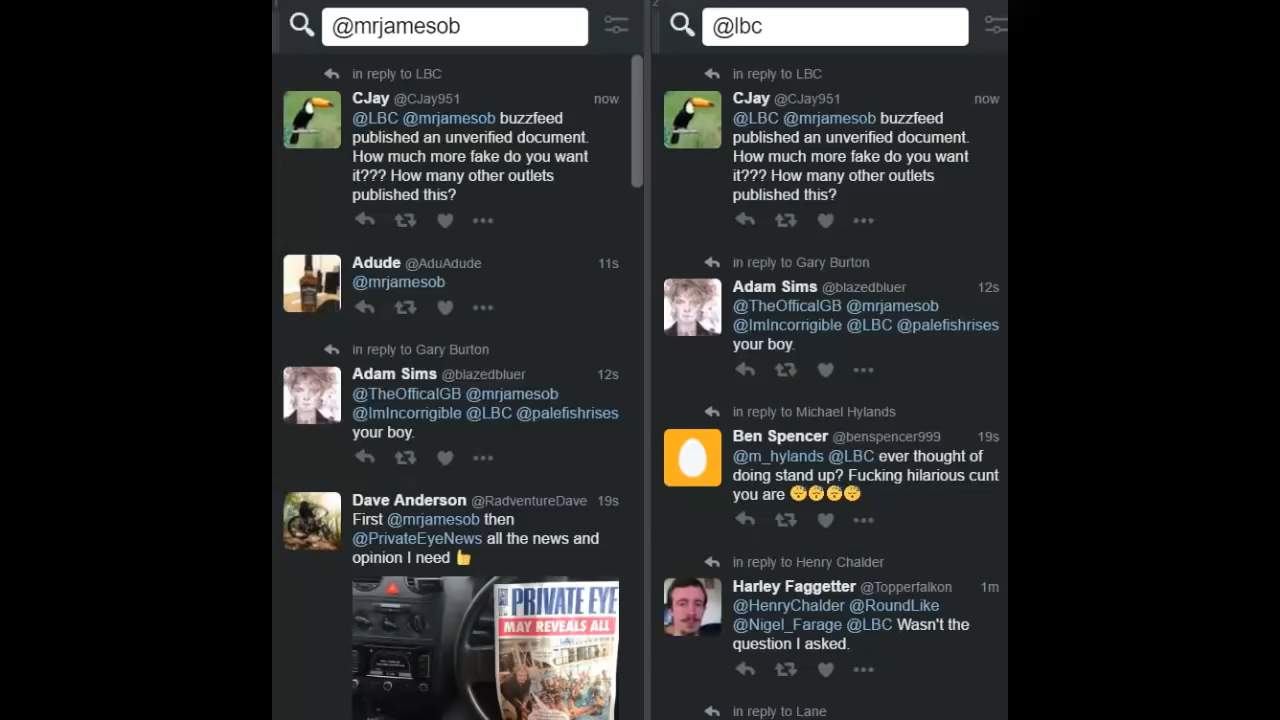 @mrjamesob
in reply to LBC
CJay @CJay951 now
@LBC @mrjamesob buzzfeed
published an unverified document.
How much more fake do you want
it??? How many other outlets
published this?
Adude @AduAdude 11s
@mrjamesob
in reply to Gary Burton
Adam Sims @blazedbluer 12s
@TheOfficalGB @mrjamesob
@ImIncorrigible @LBC @palefishrises
your boy.
Dave Anderson @RadventureDave 19s
First @mrjamesob then
@PrivateEyeNews all the news and
opinion I need 👍
PRIVATE EYE
MAY REVEALS ALL
2
@lbc
in reply to LBC
CJay @CJay951 now
@LBC @mrjamesob buzzfeed
published an unverified document.
How much more fake do you want
it??? How many other outlets
published this?
in reply to Gary Burton
Adam Sims @blazedbluer 12s
@TheOfficalGB @mrjamesob
@ImIncorrigible @LBC @palefishrises
your boy.
in reply to Michael Hylands
Ben Spencer @benspencer999 19s
@m_hylands @LBC ever thought of
doing stand up? Fucking hilarious cunt
you are 😴😴😴😴
in reply to Henry Chalder
Harley Faggetter @Topperfalkon 1m
@HenryChalder @RoundLike
@Nigel_Farage @LBC Wasn't the
question I asked.
in reply to Lane